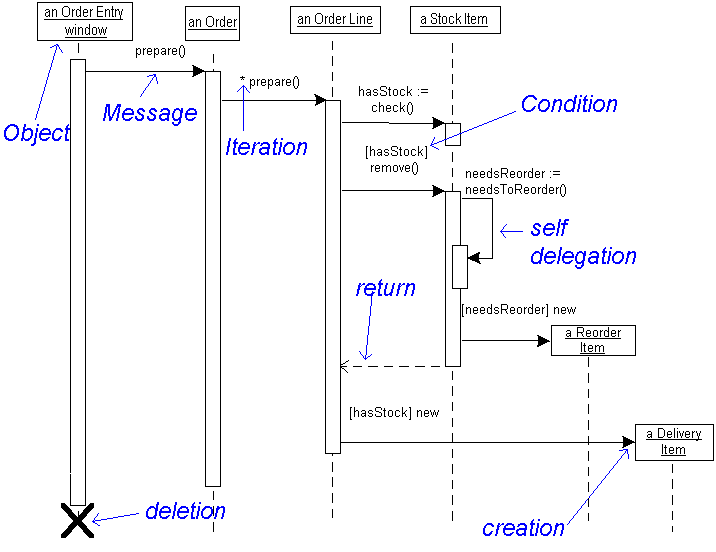 an Order Entry
window
an Order
an Order Line
a Stock Item
prepare()
* prepare()
hasStock :=
check()
Condition
Message
Object
Iteration
[hasStock]
remove()
needsReorder :=
needsToReorder()
self
delegation
return
[needsReorder] new
a Reorder
Item
[hasStock] new
a Delivery
Item
deletion
creation